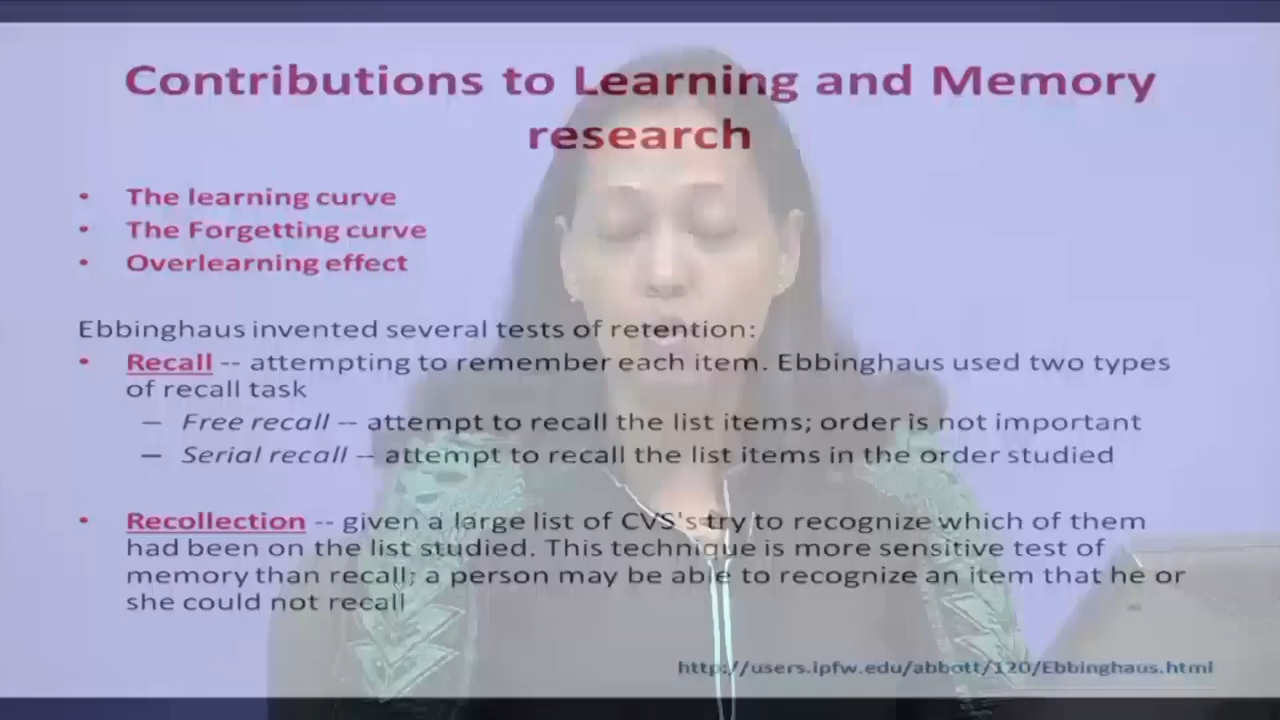 Contributions to Learning and Memory
research
• The learning curve
• The Forgetting curve
• Overlearning effect
Ebbinghaus invented several tests of retention:
• Recall -- attempting to remember each item. Ebbinghaus used two types
of recall task
– Free recall -- attempt to recall the list items; order is not important
– Serial recall -- attempt to recall the list items in the order studied
• Recollection -- given a large list of CVS's try to recognize which of them
had been on the list studied. This technique is more sensitive test of
memory than recall; a person may be able to recognize an item that he or
she could not recall
http://users.ipfw.edu/abbott/120/Ebbinghaus.html